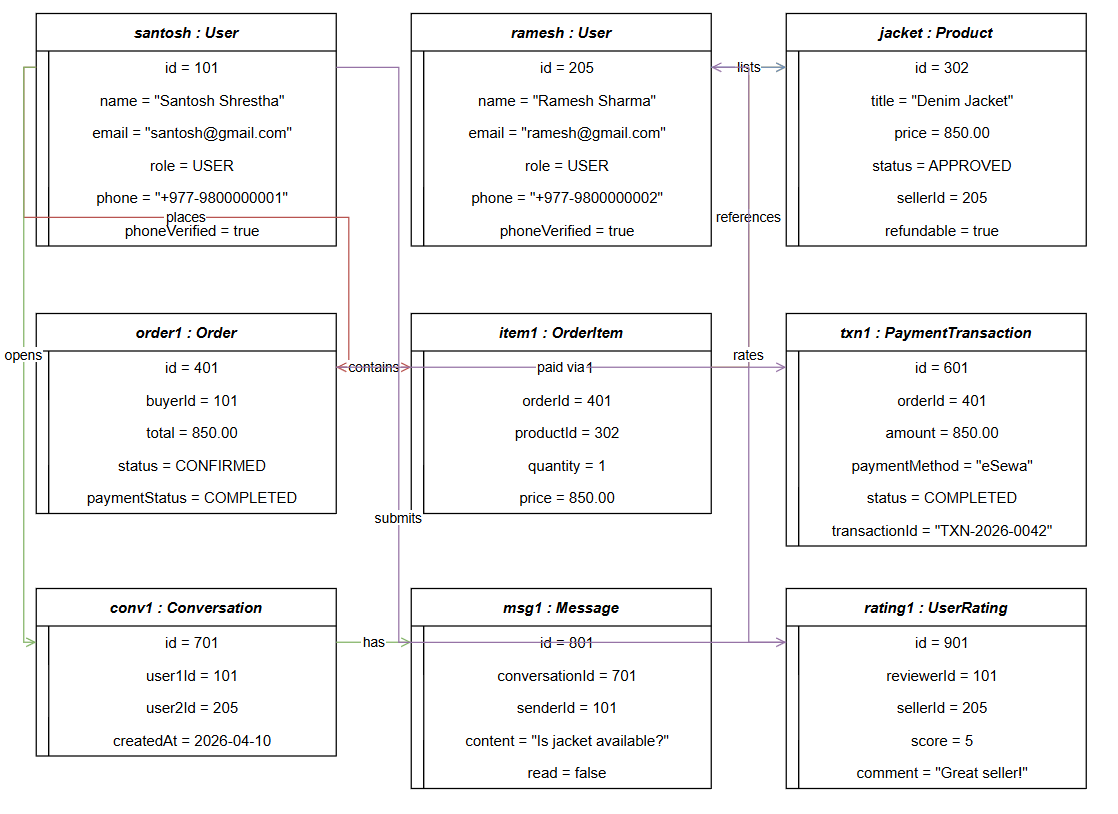 santosh : User
id = 101
name = "Santosh Shrestha"
email = "santosh@gmail.com"
role = USER
phone = "+977-9800000001"
places
phoneVerified = true
ramesh : User
id = 205
name = "Ramesh Sharma"
email = "ramesh@gmail.com"
role = USER
phone = "+977-9800000002"
phoneVerified = true
lists
references
jacket : Product
id = 302
title = "Denim Jacket"
price = 850.00
status = APPROVED
sellerId = 205
refundable = true
opens
order1 : Order
id = 401
buyerId = 101
total = 850.00
status = CONFIRMED
paymentStatus = COMPLETED
contains
item1 : OrderItem
paid via
orderId = 401
productId = 302
quantity = 1
price = 850.00
rates
txn1 : PaymentTransaction
id = 601
orderId = 401
amount = 850.00
paymentMethod = "eSewa"
status = COMPLETED
transactionId = "TXN-2026-0042"
submits
conv1 : Conversation
id = 701
user1Id = 101
user2Id = 205
createdAt = 2026-04-10
has
msg1 : Message
id = 801
conversationId = 701
senderId = 101
content = "Is jacket available?"
read = false
rating1 : UserRating
id = 901
reviewerId = 101
sellerId = 205
score = 5
comment = "Great seller!"